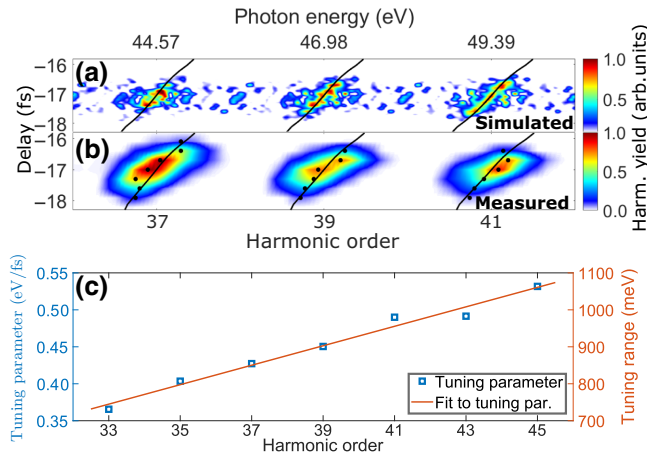 Photon energy (eV)
44.57 46.98 49.39
Delay (fs)
−16
−17
−18
(a)
Simulated
1.0
0.5
0.0
−16
−17
−18
(b)
Measured
1.0
0.5
0.0
Harm. yield (arb.units)
37 39 41
Harmonic order
Tuning parameter (eV/fs)
0.55
0.50
0.45
0.40
0.35
(c)
1100
1000
900
800
700
Tuning range (meV)
Tuning parameter
Fit to tuning par.
33 35 37 39 41 43 45
Harmonic order